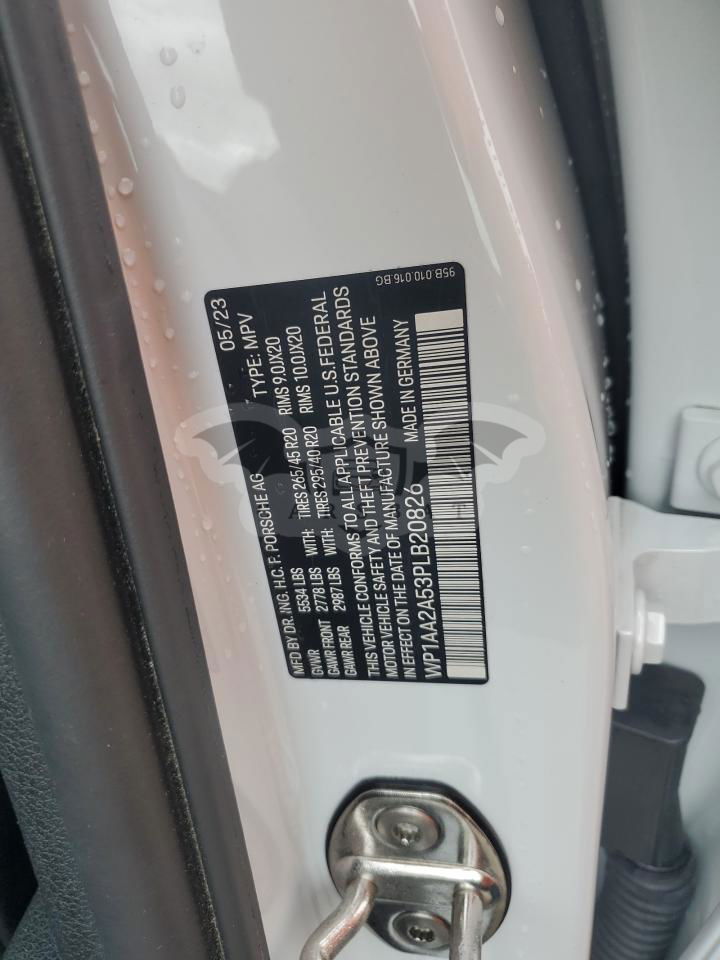 05/23
MFD BY DR. ING. H.C. F. PORSCHE AG TYPE: MPV
GVWR 5534 LBS WITH: TIRES 265/45 R20 RIMS 9.0JX20
GAWR FRONT 2778 LBS WITH: TIRES 295/40 R20 RIMS 10.0JX20
GAWR REAR 2987 LBS
THIS VEHICLE CONFORMS TO ALL APPLICABLE U.S. FEDERAL
MOTOR VEHICLE SAFETY AND THEFT PREVENTION STANDARDS
IN EFFECT ON THE DATE OF MANUFACTURE SHOWN ABOVE
WP1AA2A53PLB20826 MADE IN GERMANY
95B.010.016.BG